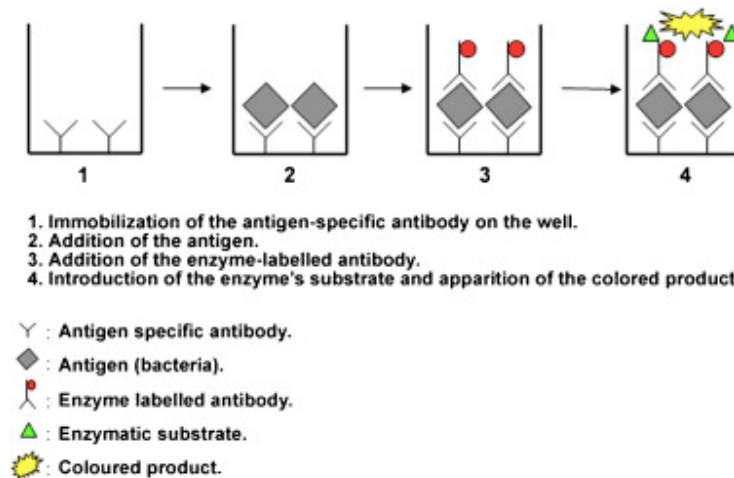 1
2
3
4
1. Immobilization of the antigen-specific antibody on the well.
2. Addition of the antigen.
3. Addition of the enzyme-labelled antibody.
4. Introduction of the enzyme's substrate and apparition of the colored product
: Antigen specific antibody.
: Antigen (bacteria).
: Enzyme labelled antibody.
: Enzymatic substrate.
: Coloured product.